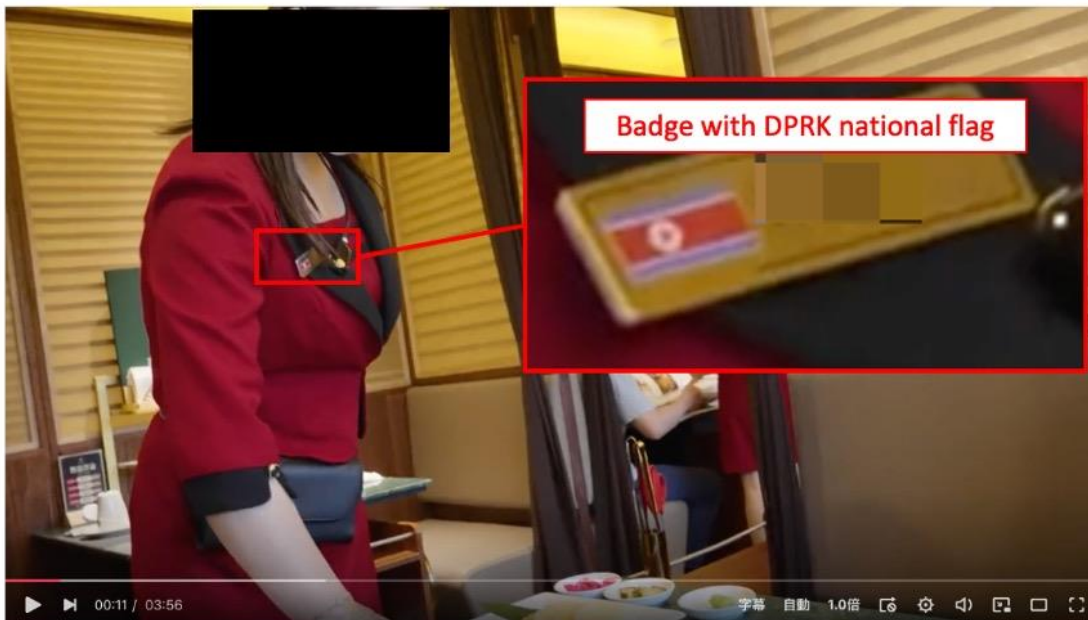 Badge with DPRK national flag
00:11 / 03:56 字幕 自動 1.0倍